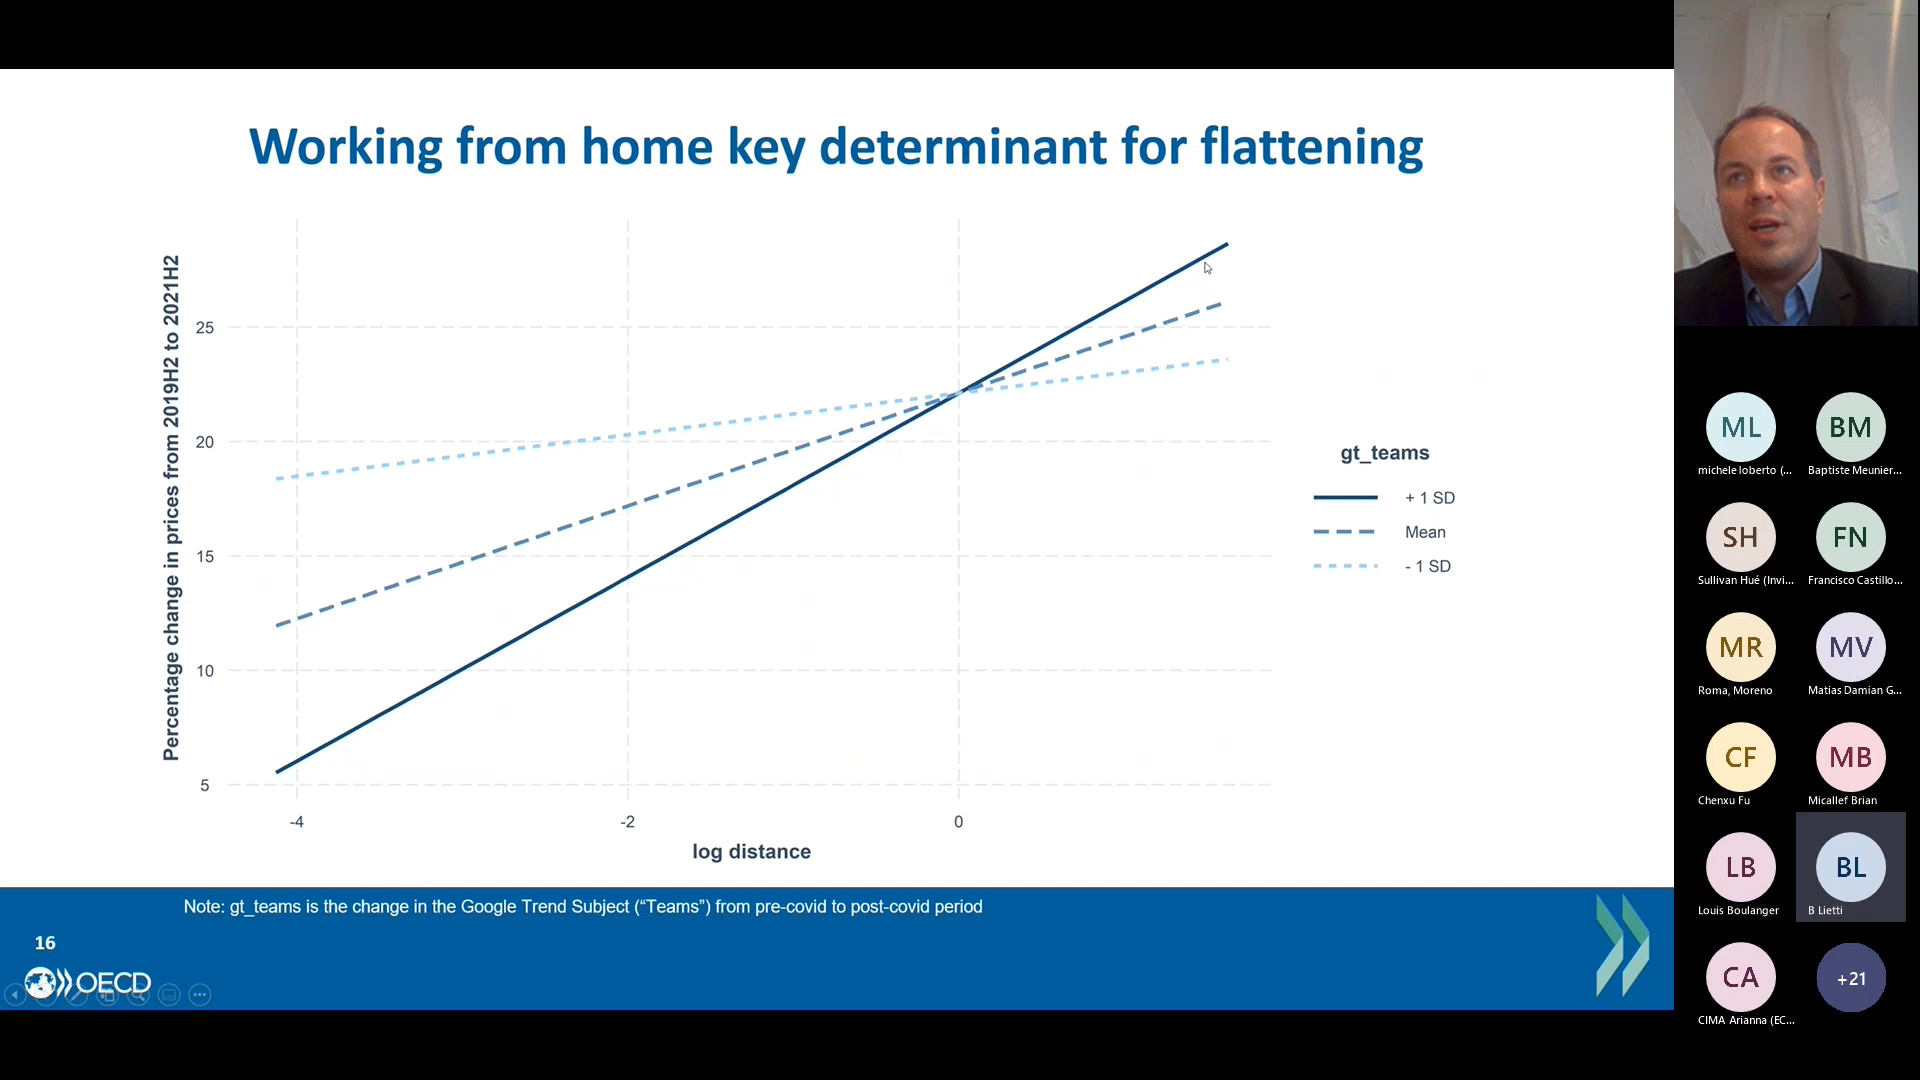 Working from home key determinant for flattening
Percentage change in prices from 2019H2 to 2021H2
25
20
15
10
5
-4
-2
0
log distance
gt_teams
+ 1 SD
Mean
- 1 SD
Note: gt_teams is the change in the Google Trend Subject (“Teams”) from pre-covid to post-covid period
16
OECD
ML
BM
michele loberto (...
Baptiste Meunier...
SH
FN
Sullivan Hué (Invi...
Francisco Castillo...
MR
MV
Roma, Moreno
Matias Damian G...
CF
MB
Chenxu Fu
Micallef Brian
LB
BL
Louis Boulanger
B Lietti
CA
+21
CIMA Arianna (EC...